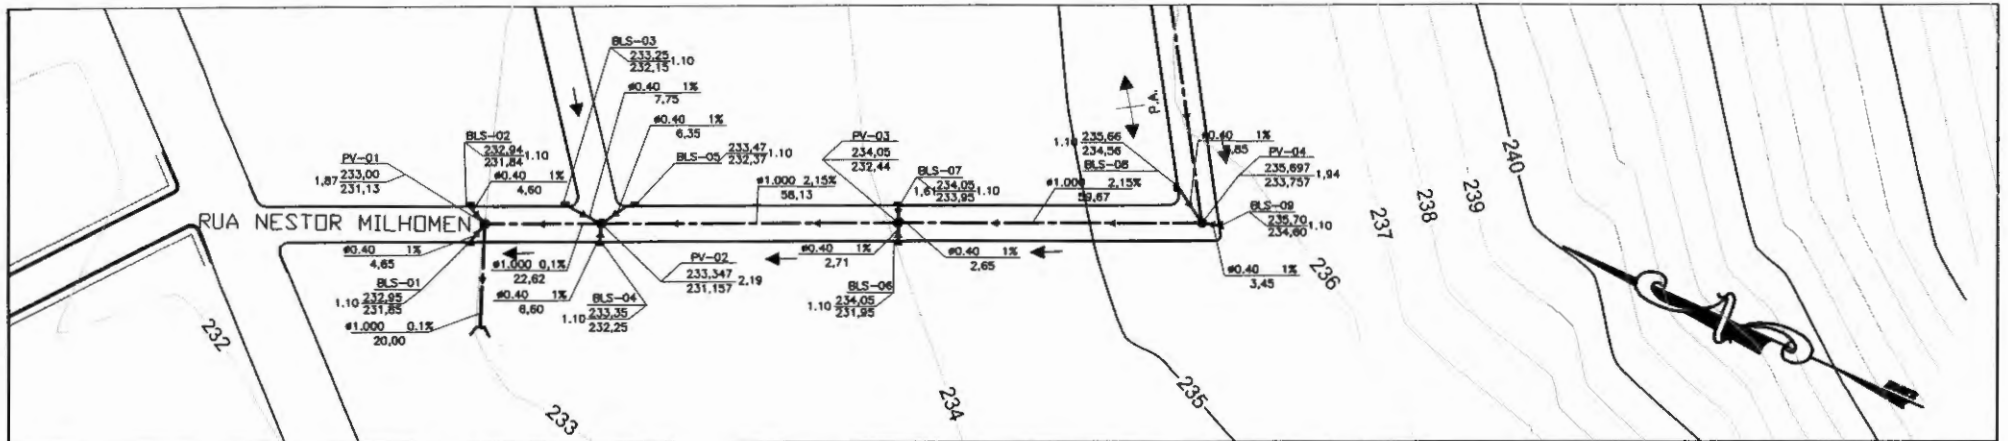 BLS-03
233,25 1.10
232,15
ø0.40 1%
7,75
ø0.40 1%
6,35
BLS-02
232,94 1.10
231,84
PV-01
1,87 233,00
231,13
ø0.40 1%
4,60
BLS-05 233,47 1.10
232,37
PV-03
234,05
232,44
BLS-07
1,61 234,05 1.10
233,95
ø1.000 2,15%
58,13
ø1.000 2,15%
59,67
P.A.
1.10 235,66
234,56
BLS-08
ø0.40 1%
PV-04
235,697 1,94
233,757
BLS-09
235,70 1.10
234,60
RUA NESTOR MILHOMEN
ø0.40 1%
4,65
BLS-01
1.10 232,95
231,85
ø1.000 0.1%
20,00
ø1.000 0,1%
22,62
ø0.40 1%
6,60
BLS-04
1.10 233,35
232,25
PV-02
233,347 2,19
231,157
ø0.40 1%
2,71
ø0.40 1%
2,65
BLS-06
1.10 234,05
231,95
ø0.40 1%
3,45
232
233
234
235
236
237
238
239
240